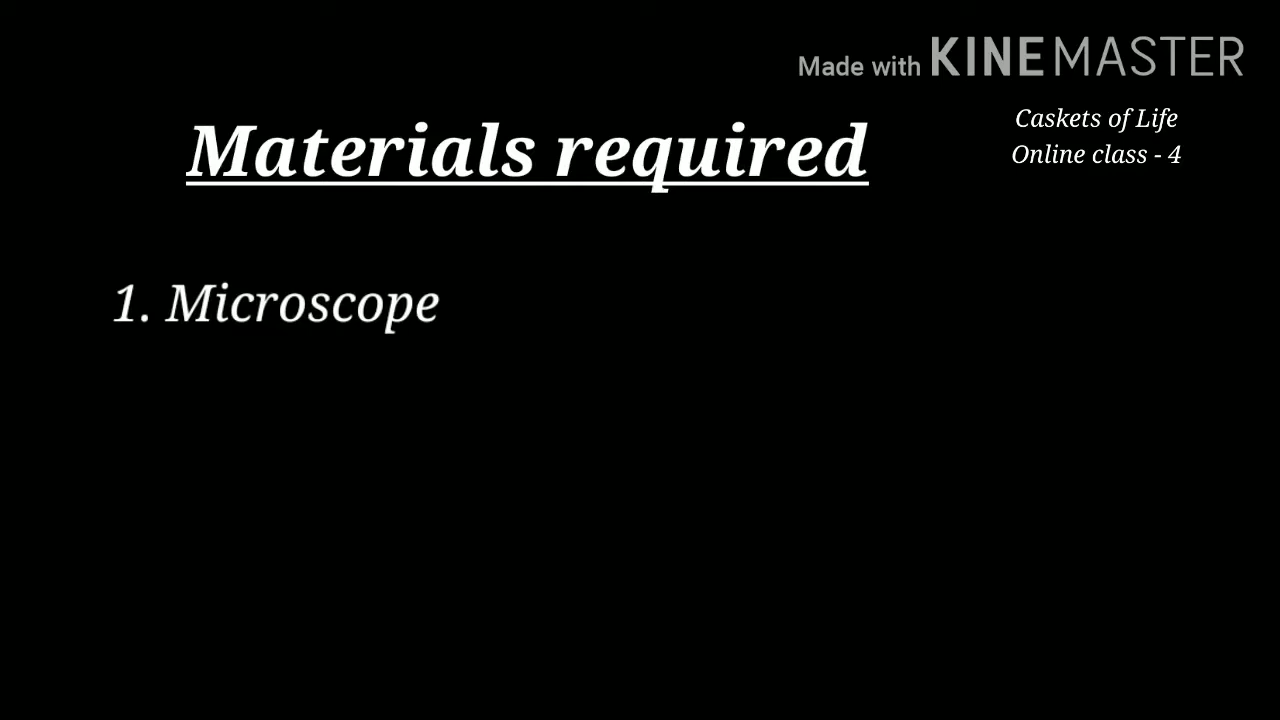 Made with KINEMASTER
Caskets of Life
Online class - 4
Materials required
1. Microscope